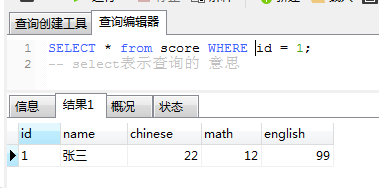 查询创建工具 查询编辑器
1 SELECT * from score WHERE id = 1;
2 -- select表示查询的 意思
信息 结果1 概况 状态
id name chinese math english
1 张三 22 12 99